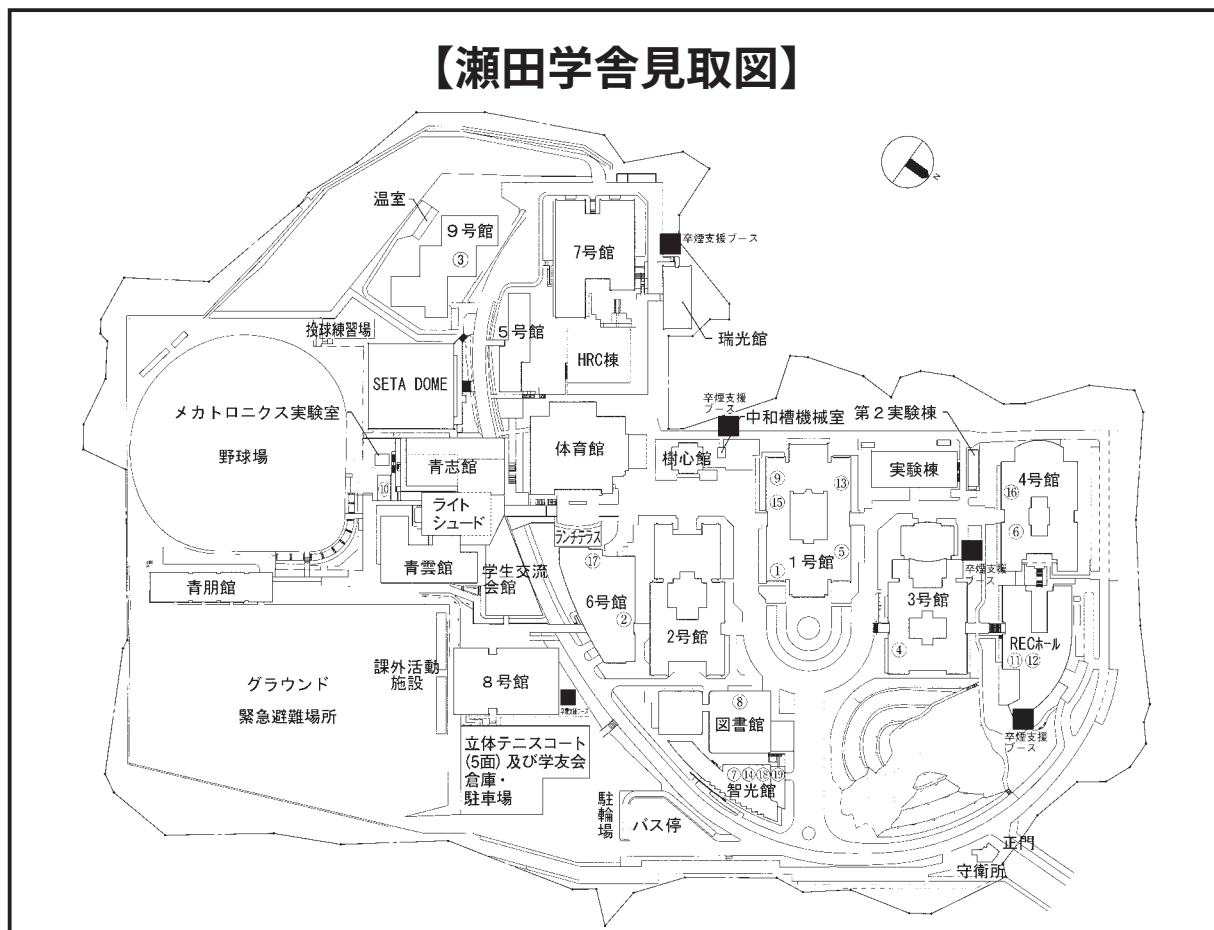 【瀬田学舎見取図】
N
温室
9号館
③
7号館
卒煙支援ブース
投球練習場
5号館
HRC棟
瑞光館
SETA DOME
メカトロニクス実験室
野球場
青志館
⑩
体育館
卒煙支援
ブース
中和槽機械室
第2実験棟
樹心館
⑨
⑬
⑮
実験棟
4号館
⑯
⑥
ライト
シュード
ランチテラス
⑰
青雲館
学生交流
会館
青朋館
6号館
②
2号館
①
⑤
1号館
卒煙支援
ブース
3号館
④
RECホール
⑪ ⑫
卒煙支援
ブース
グラウンド
緊急避難場所
課外活動
施設
8号館
卒煙支援ブース
⑧
図書館
⑦⑭⑱⑲
智光館
立体テニスコート
(5面) 及び学友会
倉庫・
駐車場
駐輪場
バス停
正門
守衛所